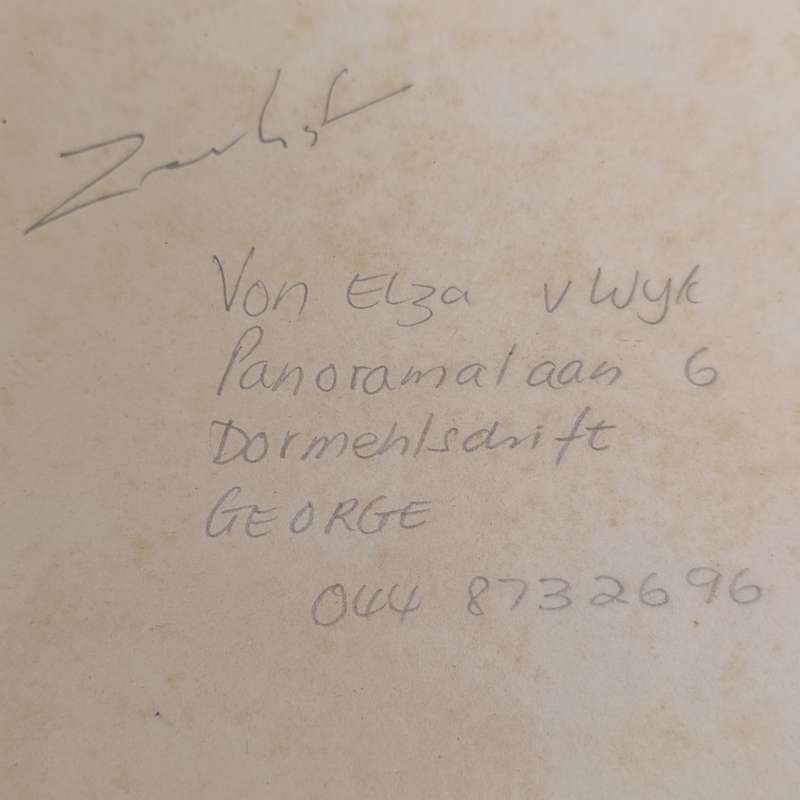 Von Elza v Wyk
Panoramalaan 6
Dormehlsdrift
GEORGE
044 8732696